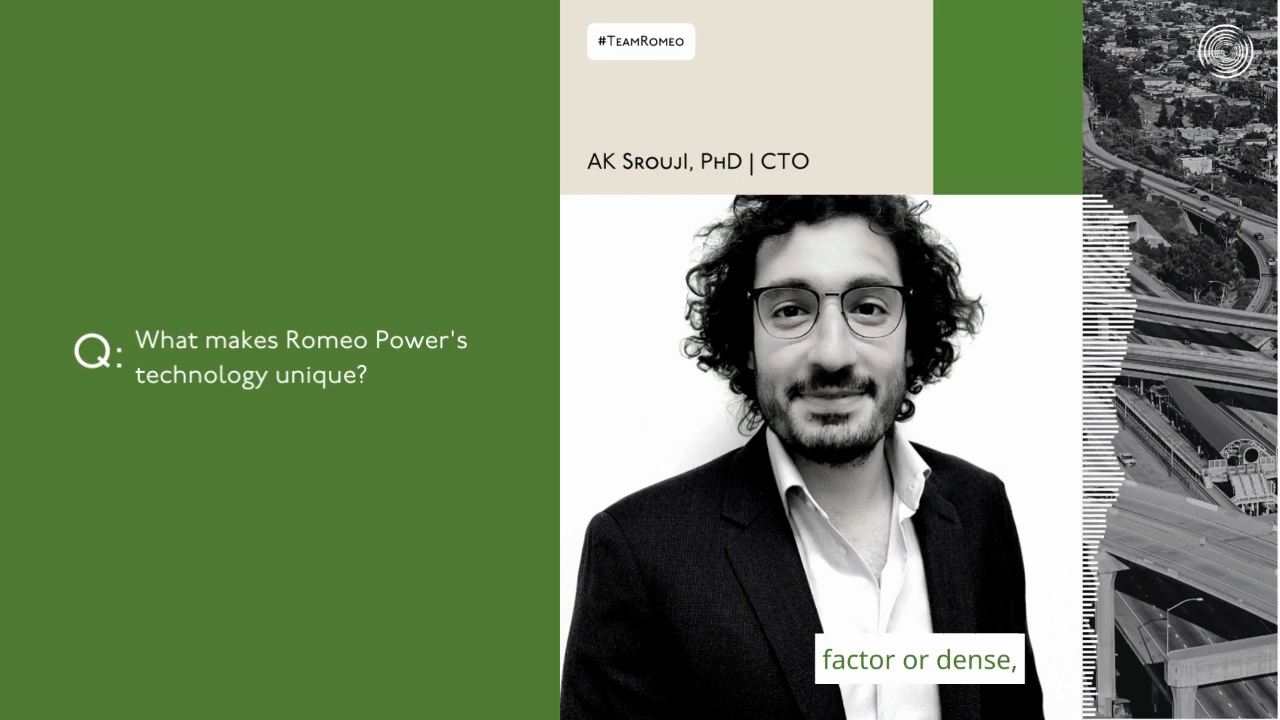 #TeamRomeo
AK Srouji, PhD | CTO
Q: What makes Romeo Power's
technology unique?
factor or dense,